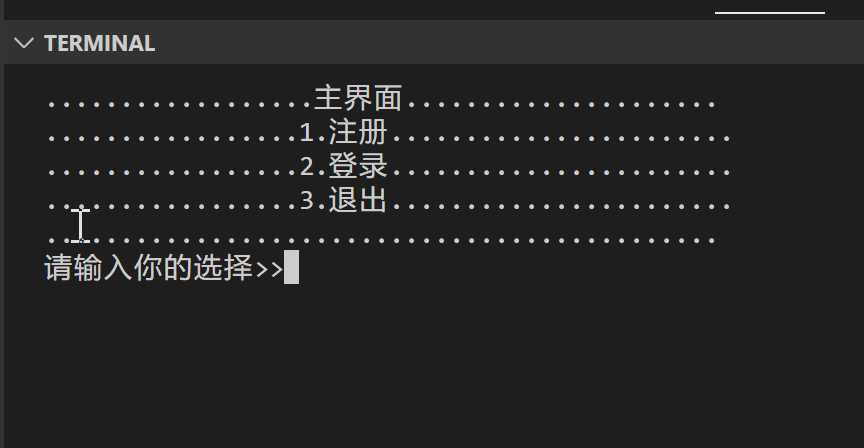 TERMINAL
..................主界面.....................
.................1.注册.......................
.................2.登录.......................
.................3.退出.......................
.............................................
请输入你的选择>>